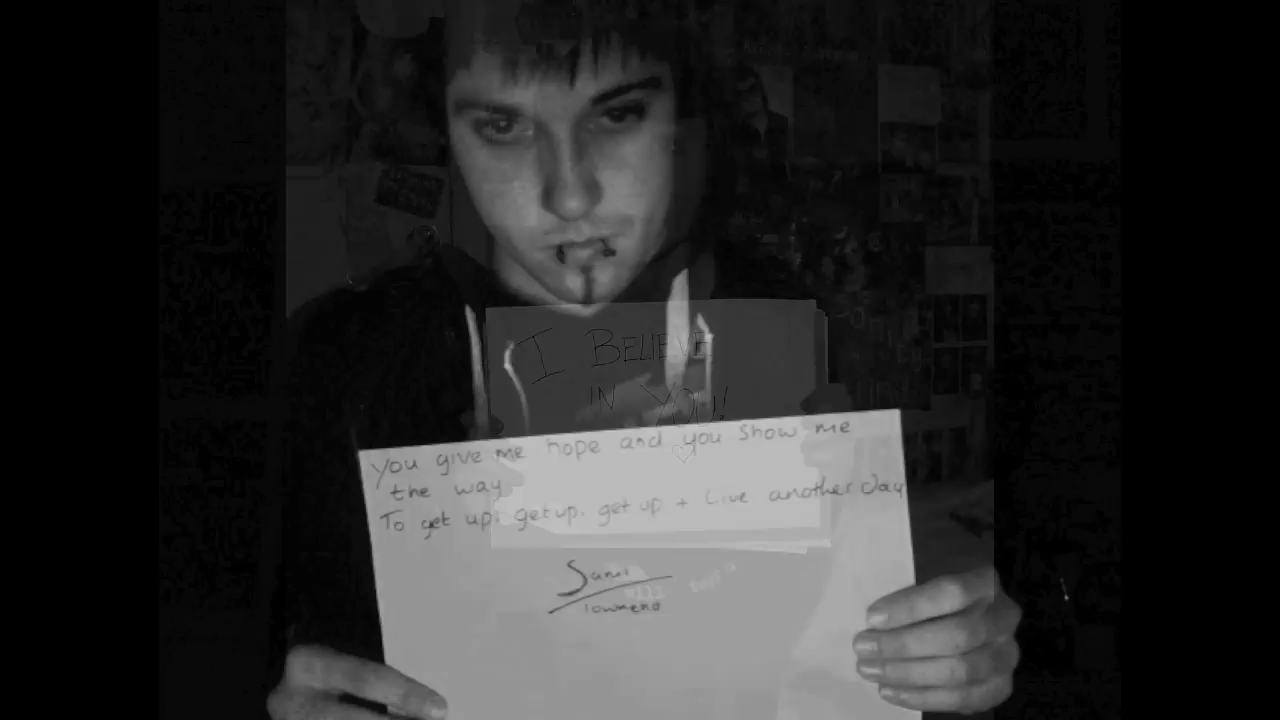 I BELIEVE
IN YOU!
You give me hope and you show me
the way
To get up, get up, get up + Live another day
Sami
Townend